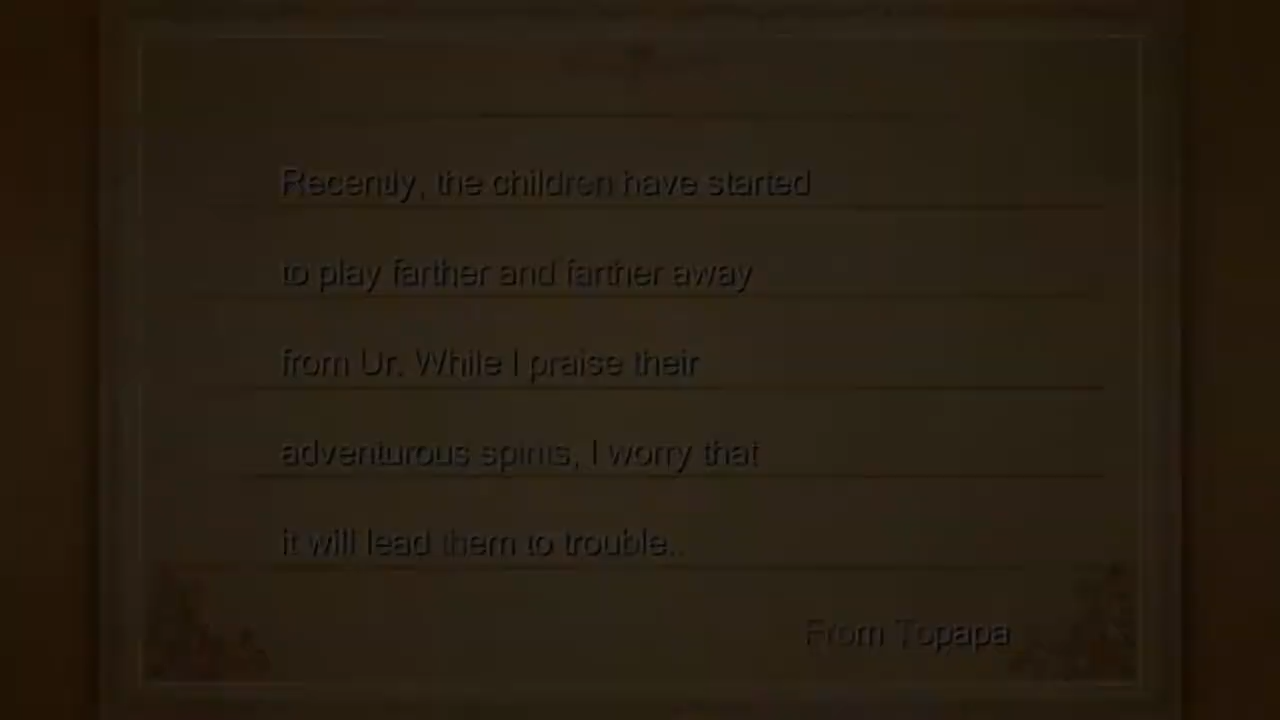 Recently, the children have started
to play farther and farther away
from Ur. While I praise their
adventurous spirits, I worry that
it will lead them to trouble..
From Topapa